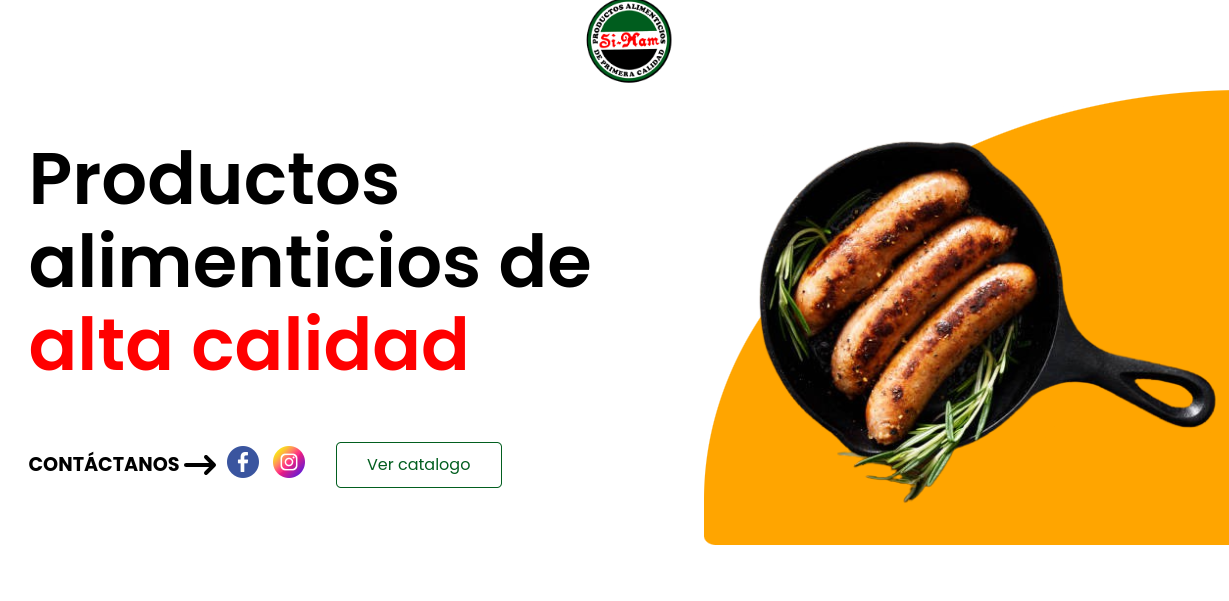 PRODUCTOS ALIMENTICIOS
Si-Mam
DE PRIMERA CALIDAD
Productos
alimenticios de
alta calidad
CONTÁCTANOS
Ver catalogo